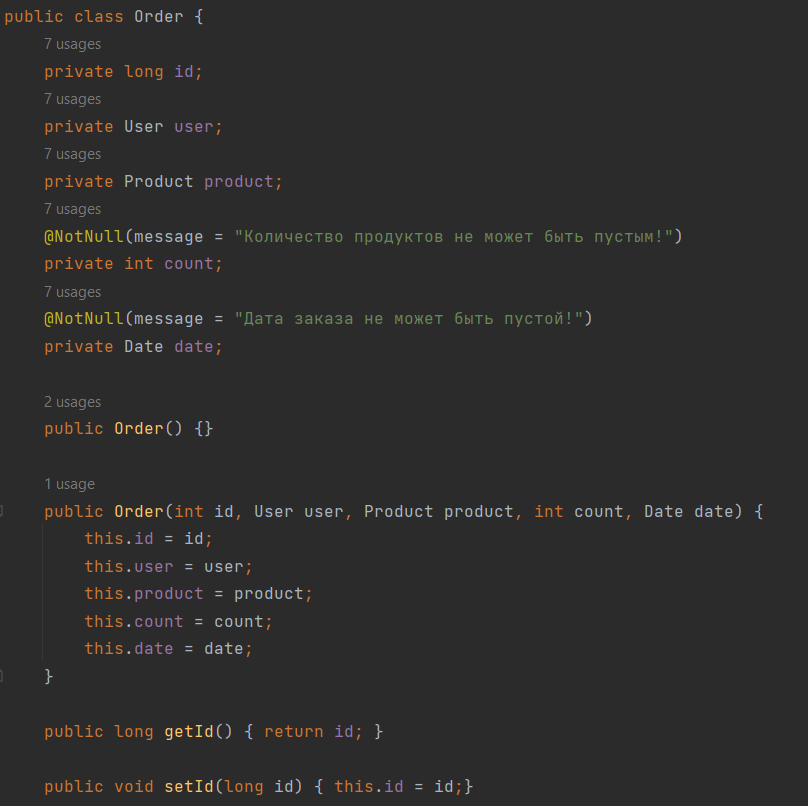 public class Order {
7 usages
private long id;
7 usages
private User user;
7 usages
private Product product;
7 usages
@NotNull(message = "Количество продуктов не может быть пустым!")
private int count;
7 usages
@NotNull(message = "Дата заказа не может быть пустой!")
private Date date;
2 usages
public Order() {}
1 usage
public Order(int id, User user, Product product, int count, Date date) {
this.id = id;
this.user = user;
this.product = product;
this.count = count;
this.date = date;
}
public long getId() { return id; }
public void setId(long id) { this.id = id;}